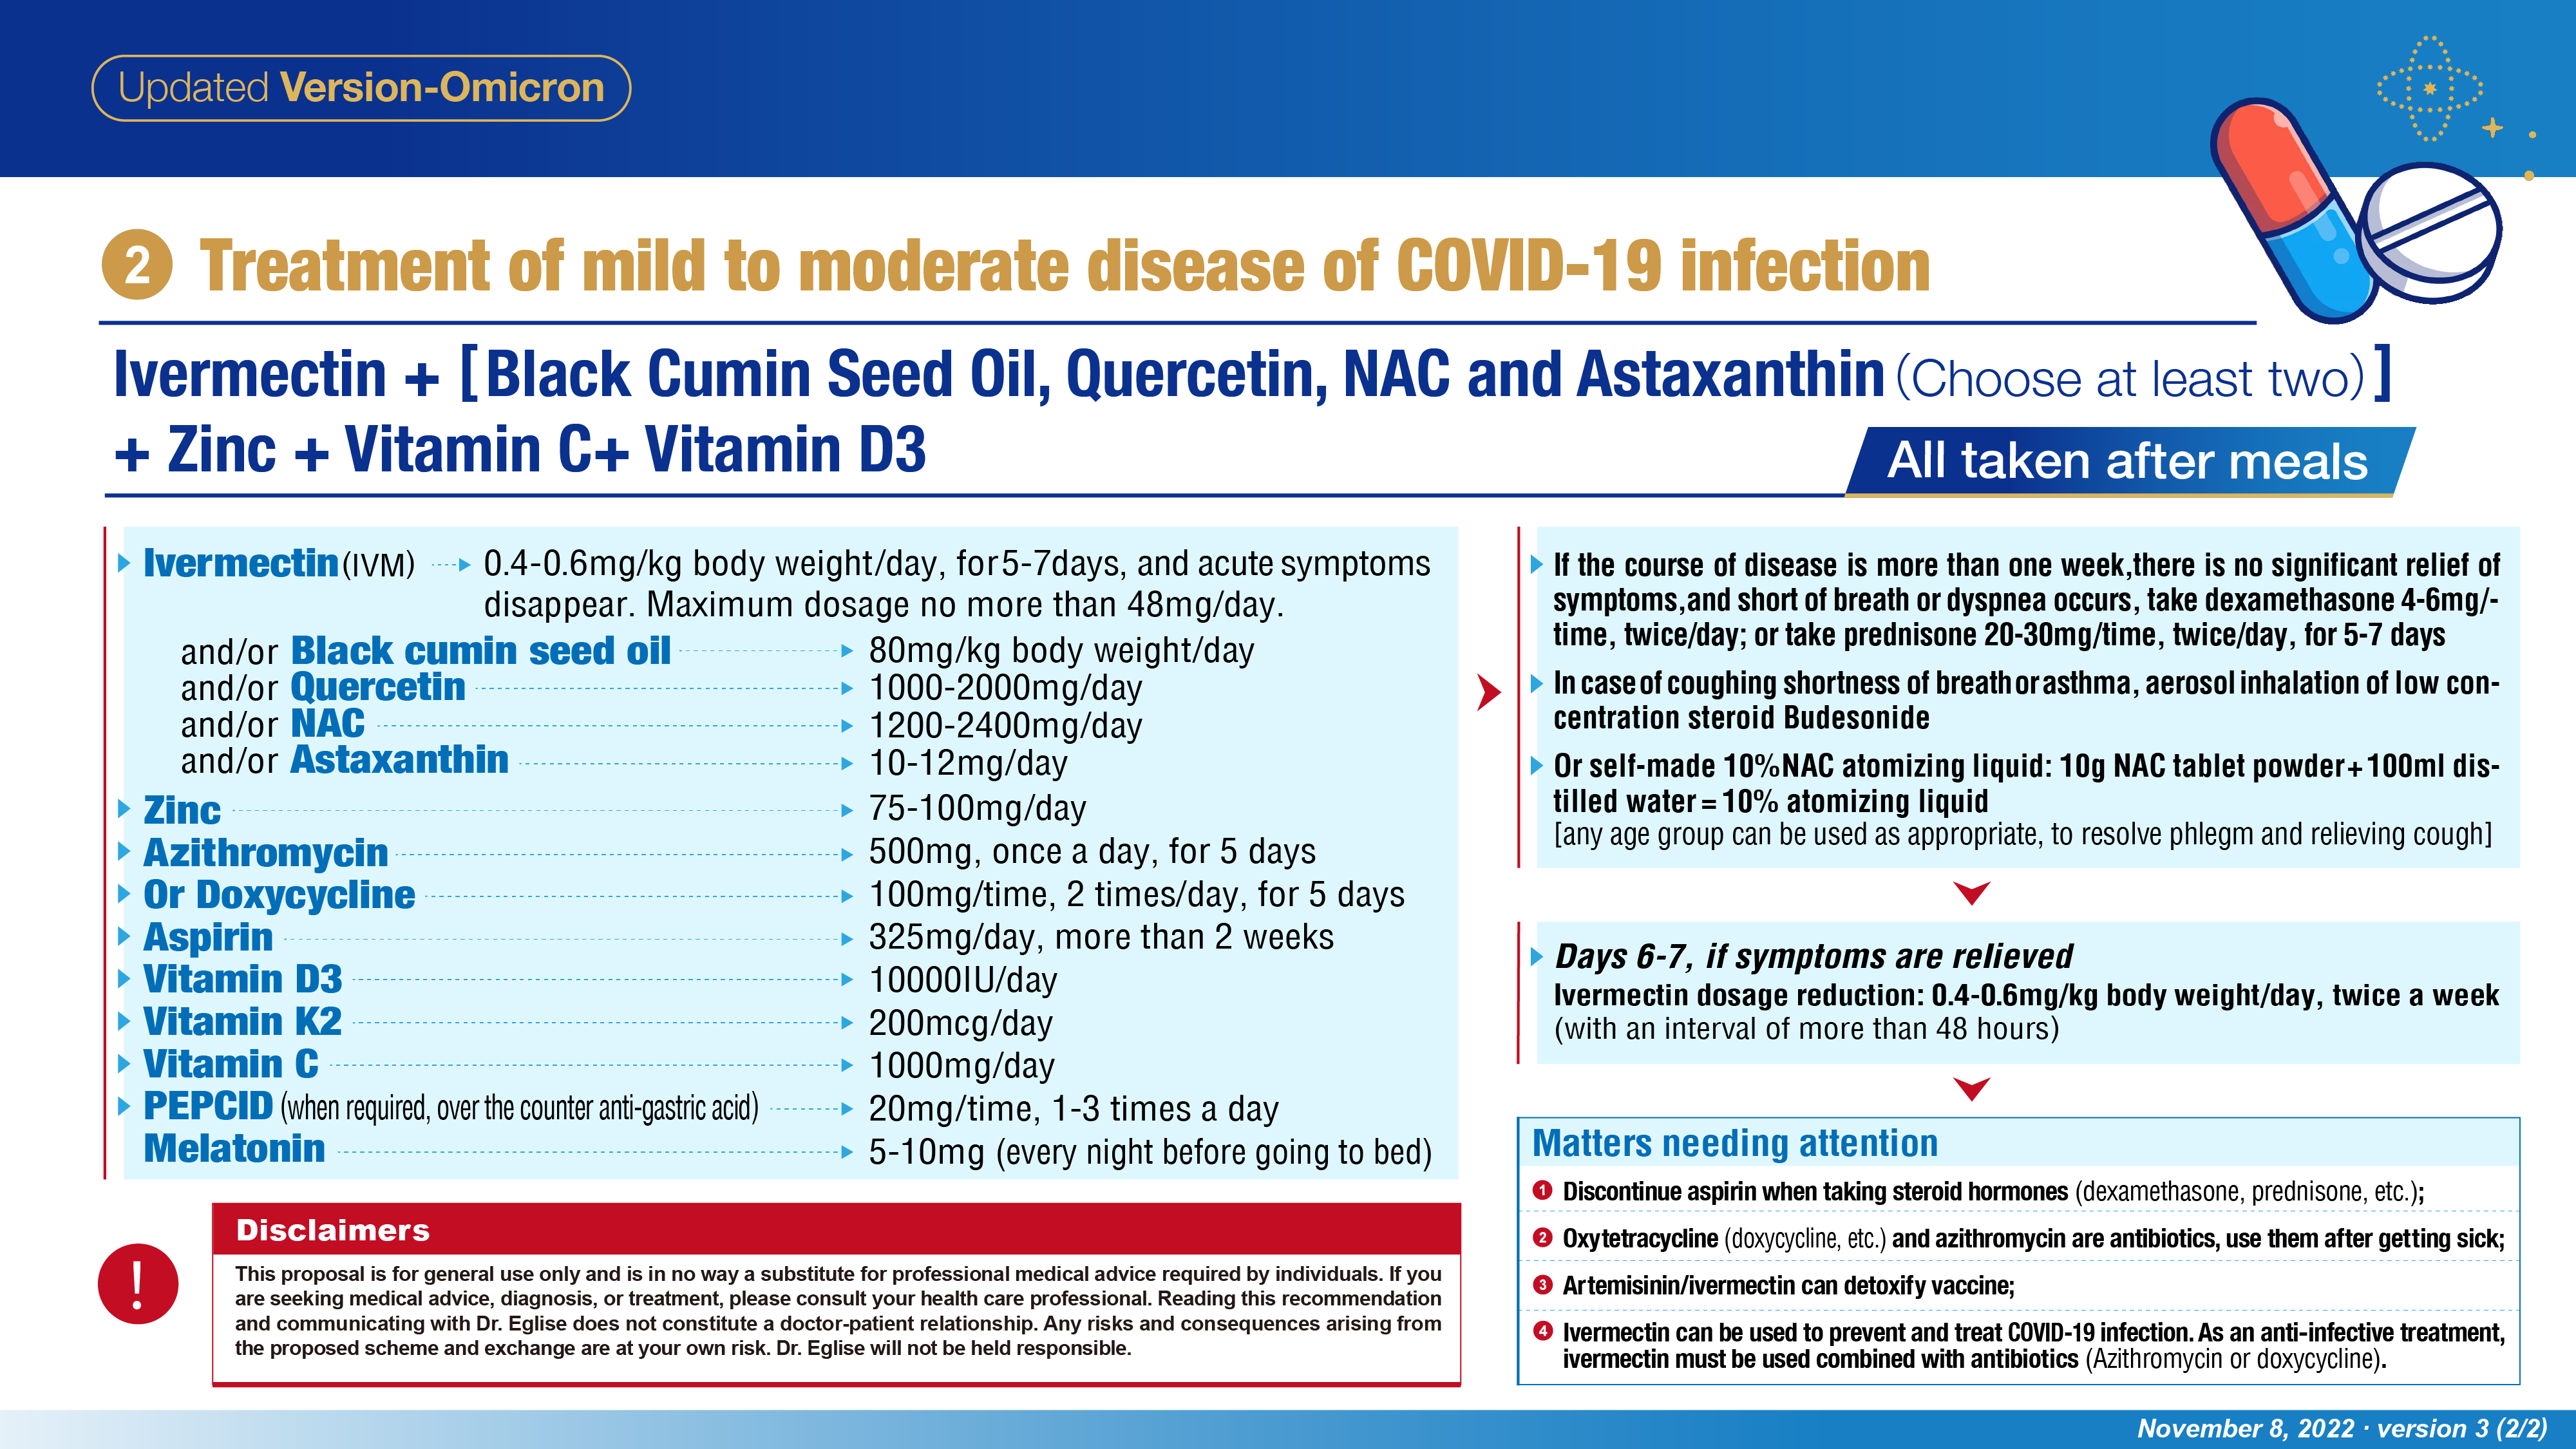 Updated Version-Omicron
2 Treatment of mild to moderate disease of COVID-19 infection
Ivermectin + [Black Cumin Seed Oil, Quercetin, NAC and Astaxanthin (Choose at least two)]
+ Zinc + Vitamin C+ Vitamin D3
All taken after meals
Ivermectin (IVM) 0.4-0.6mg/kg body weight/day, for5-7days, and acute symptoms
disappear. Maximum dosage no more than 48mg/day.
and/or Black cumin seed oil 80mg/kg body weight/day
and/or Quercetin 1000-2000mg/day
and/or NAC 1200-2400mg/day
and/or Astaxanthin 10-12mg/day
Zinc 75-100mg/day
Azithromycin 500mg, once a day, for 5 days
Or Doxycycline 100mg/time, 2 times/day, for 5 days
Aspirin 325mg/day, more than 2 weeks
Vitamin D3 10000IU/day
Vitamin K2 200mcg/day
Vitamin C 1000mg/day
PEPCID (when required, over the counter anti-gastric acid) 20mg/time, 1-3 times a day
Melatonin 5-10mg (every night before going to bed)
Disclaimers
!
This proposal is for general use only and is in no way a substitute for professional medical advice required by individuals. If you
are seeking medical advice, diagnosis, or treatment, please consult your health care professional. Reading this recommendation
and communicating with Dr. Eglise does not constitute a doctor-patient relationship. Any risks and consequences arising from
the proposed scheme and exchange are at your own risk. Dr. Eglise will not be held responsible.
If the course of disease is more than one week,there is no significant relief of
symptoms,and short of breath or dyspnea occurs, take dexamethasone 4-6mg/-
time, twice/day; or take prednisone 20-30mg/time, twice/day, for 5-7 days
In case of coughing shortness of breath or asthma, aerosol inhalation of low con-
centration steroid Budesonide
Or self-made 10%NAC atomizing liquid: 10g NAC tablet powder+100ml dis-
tilled water=10% atomizing liquid
[any age group can be used as appropriate, to resolve phlegm and relieving cough]
Days 6-7, if symptoms are relieved
Ivermectin dosage reduction: 0.4-0.6mg/kg body weight/day, twice a week
(with an interval of more than 48 hours)
Matters needing attention
1 Discontinue aspirin when taking steroid hormones (dexamethasone, prednisone, etc.);
2 Oxytetracycline (doxycycline, etc.) and azithromycin are antibiotics, use them after getting sick;
3 Artemisinin/ivermectin can detoxify vaccine;
4 Ivermectin can be used to prevent and treat COVID-19 infection. As an anti-infective treatment,
ivermectin must be used combined with antibiotics (Azithromycin or doxycycline).
November 8, 2022 · version 3 (2/2)